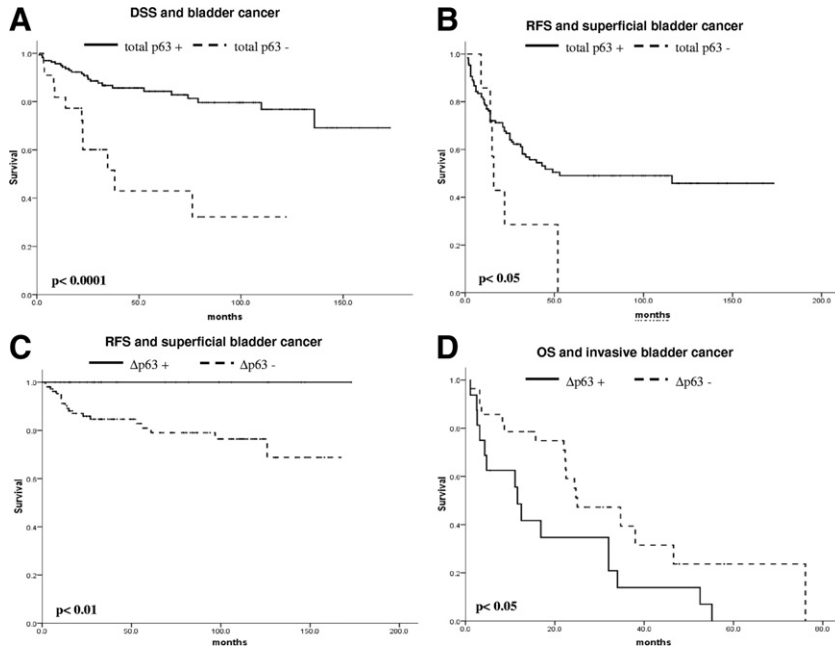 A
DSS and bladder cancer
total p63 + total p63 -
1.0
0.8
0.6
0.4
0.2
0.0
Survival
p< 0.0001
0.0 50.0 100.0 150.0
months
B
RFS and superficial bladder cancer
total p63 + total p63 -
1.0
0.8
0.6
0.4
0.2
0.0
Survival
p< 0.05
0.0 50.0 100.0 150.0 200.0
months
C
RFS and superficial bladder cancer
Δp63 + Δp63 -
1.0
0.8
0.6
0.4
0.2
0.0
Survival
p< 0.01
0.0 50.0 100.0 150.0 200.0
months
D
OS and invasive bladder cancer
Δp63 + Δp63 -
1.0
0.8
0.6
0.4
0.2
0.0
Survival
p< 0.05
0.0 20.0 40.0 60.0 80.0
months